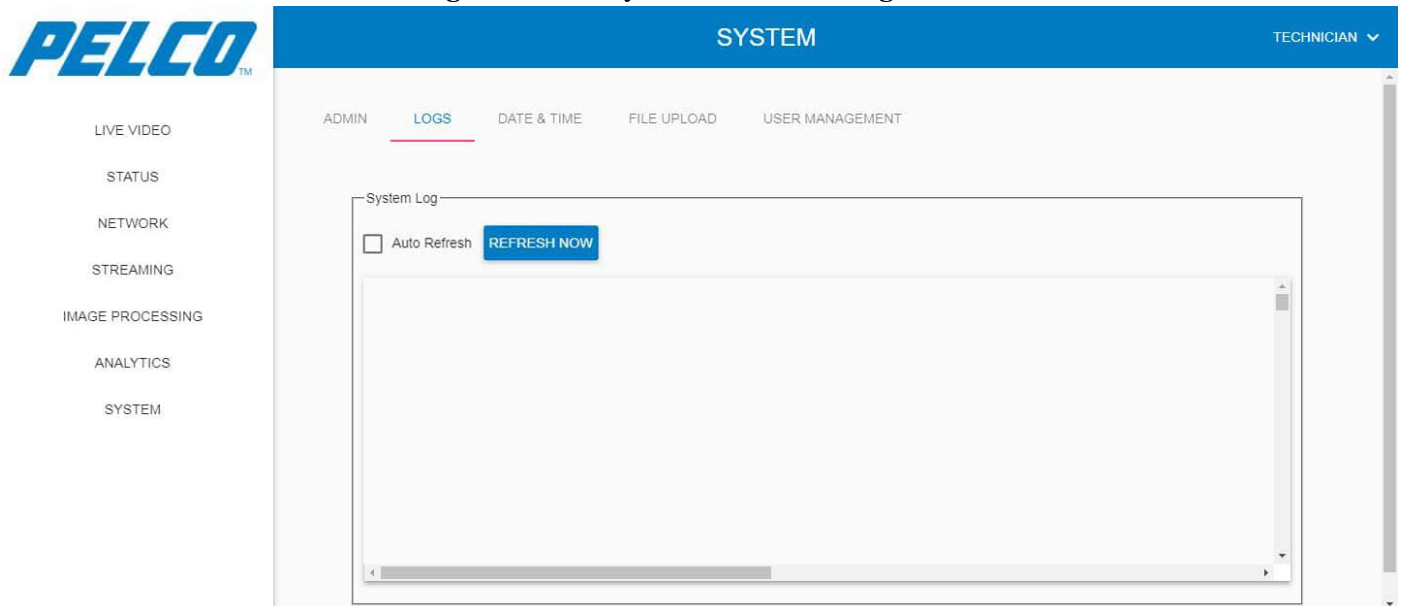 PELCO TM
SYSTEM
TECHNICIAN
LIVE VIDEO
STATUS
NETWORK
STREAMING
IMAGE PROCESSING
ANALYTICS
SYSTEM
ADMIN LOGS DATE & TIME FILE UPLOAD USER MANAGEMENT
System Log
Auto Refresh REFRESH NOW